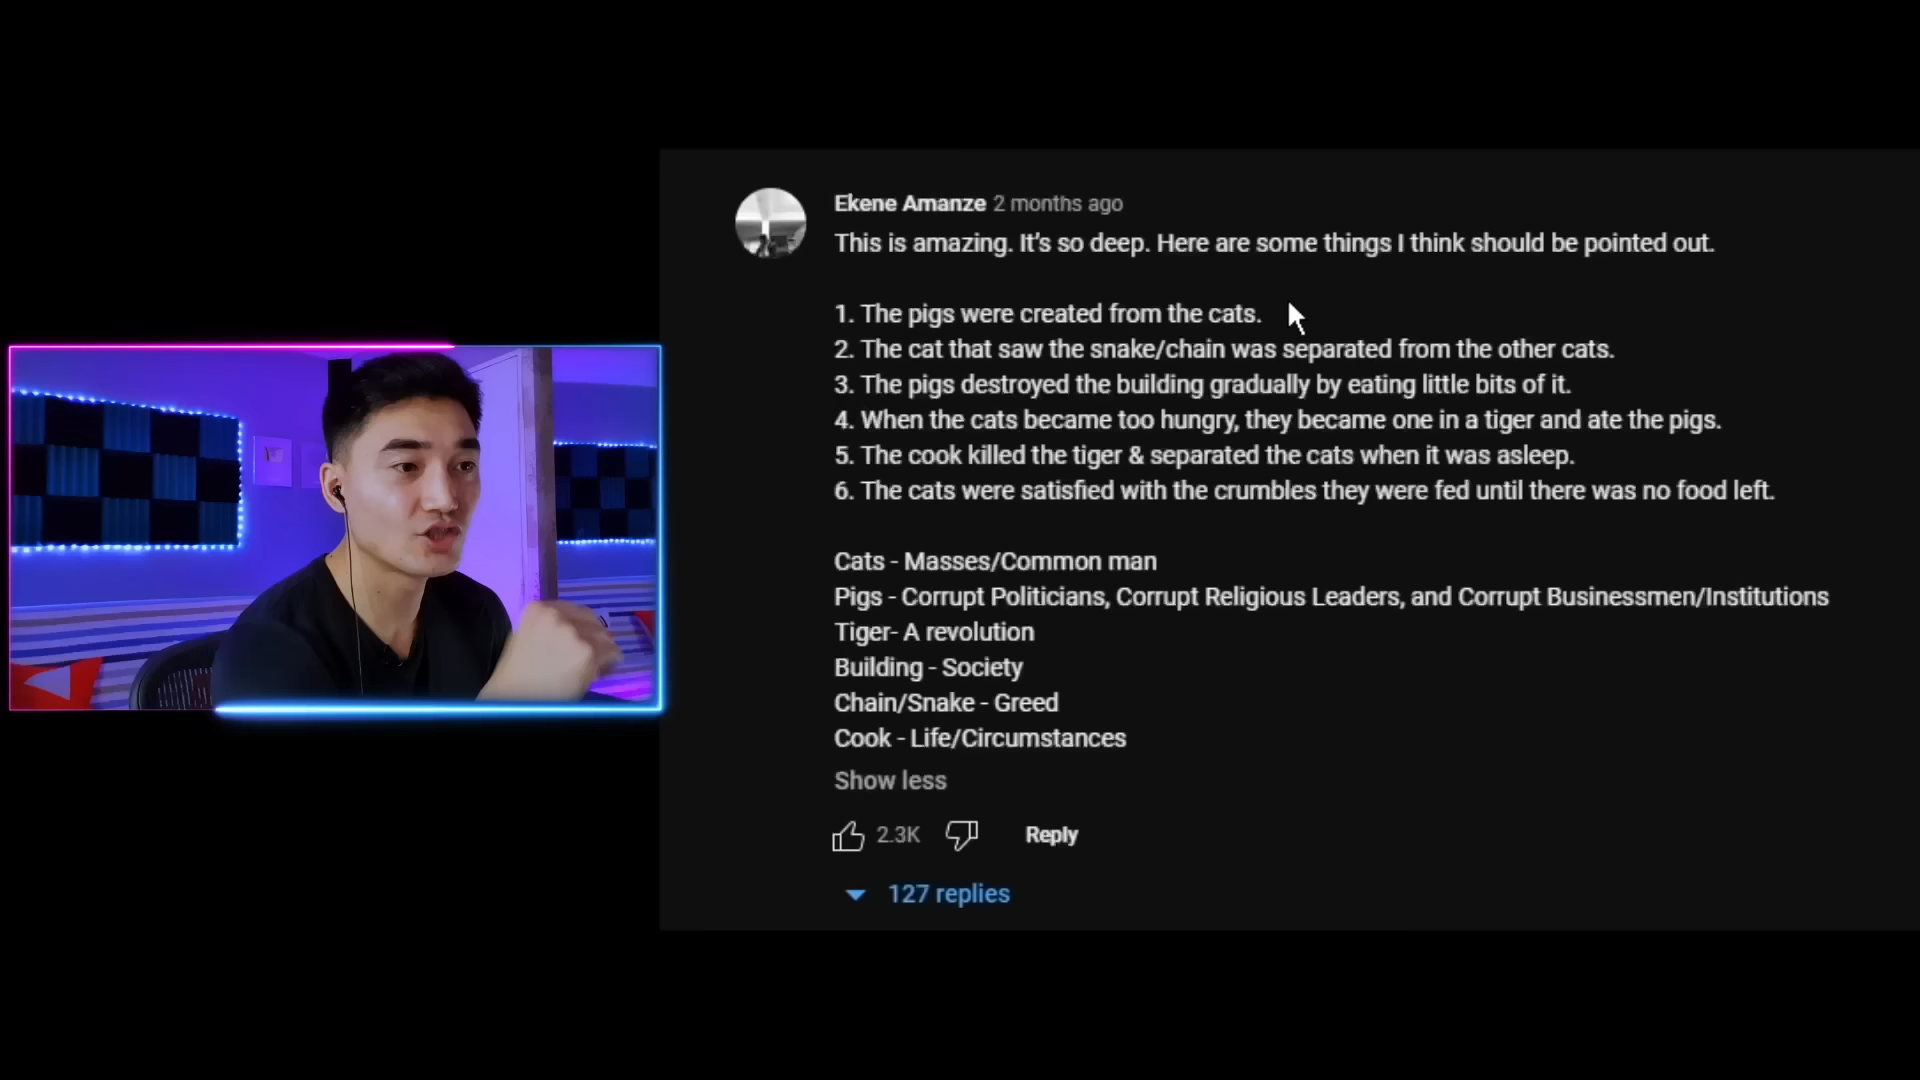 Ekene Amanze 2 months ago
This is amazing. It's so deep. Here are some things I think should be pointed out.
1. The pigs were created from the cats.
2. The cat that saw the snake/chain was separated from the other cats.
3. The pigs destroyed the building gradually by eating little bits of it.
4. When the cats became too hungry, they became one in a tiger and ate the pigs.
5. The cook killed the tiger & separated the cats when it was asleep.
6. The cats were satisfied with the crumbles they were fed until there was no food left.
Cats - Masses/Common man
Pigs - Corrupt Politicians, Corrupt Religious Leaders, and Corrupt Businessmen/Institutions
Tiger- A revolution
Building - Society
Chain/Snake - Greed
Cook - Life/Circumstances
Show less
2.3K Reply
127 replies